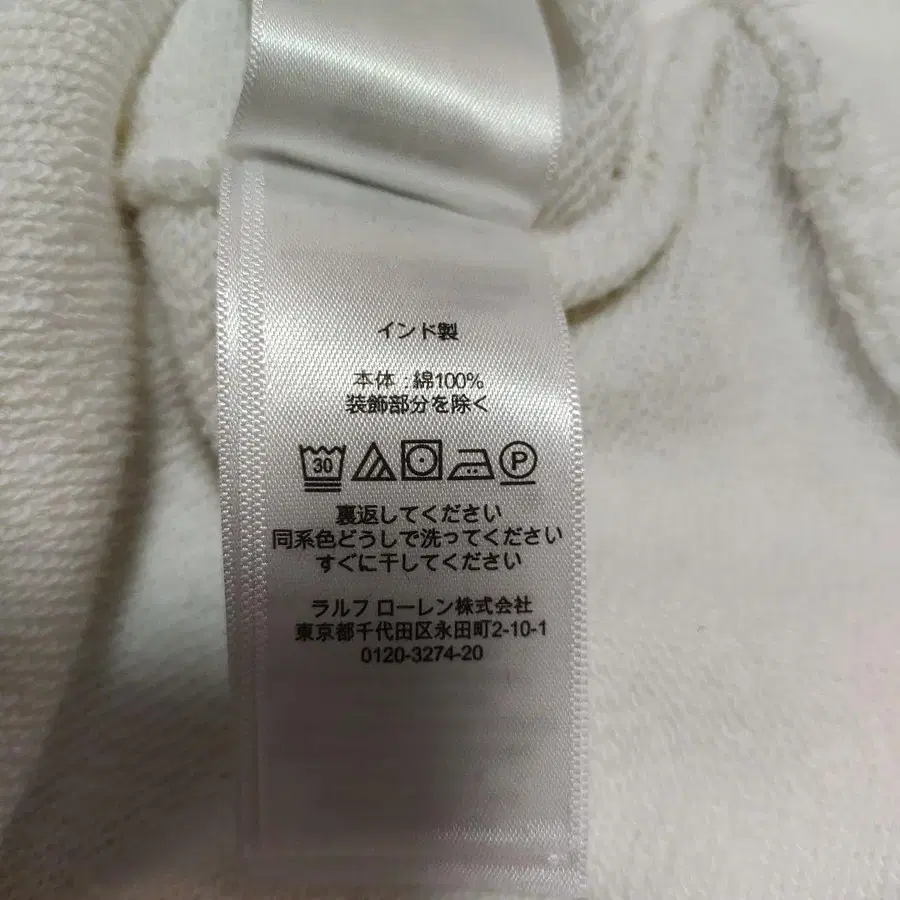 インド製
本体 : 綿100%
装飾部分を除く
30 P
裏返してください
同系色どうしで洗ってください
すぐに干してください
ラルフ ローレン株式会社
東京都千代田区永田町2-10-1
0120-3274-20